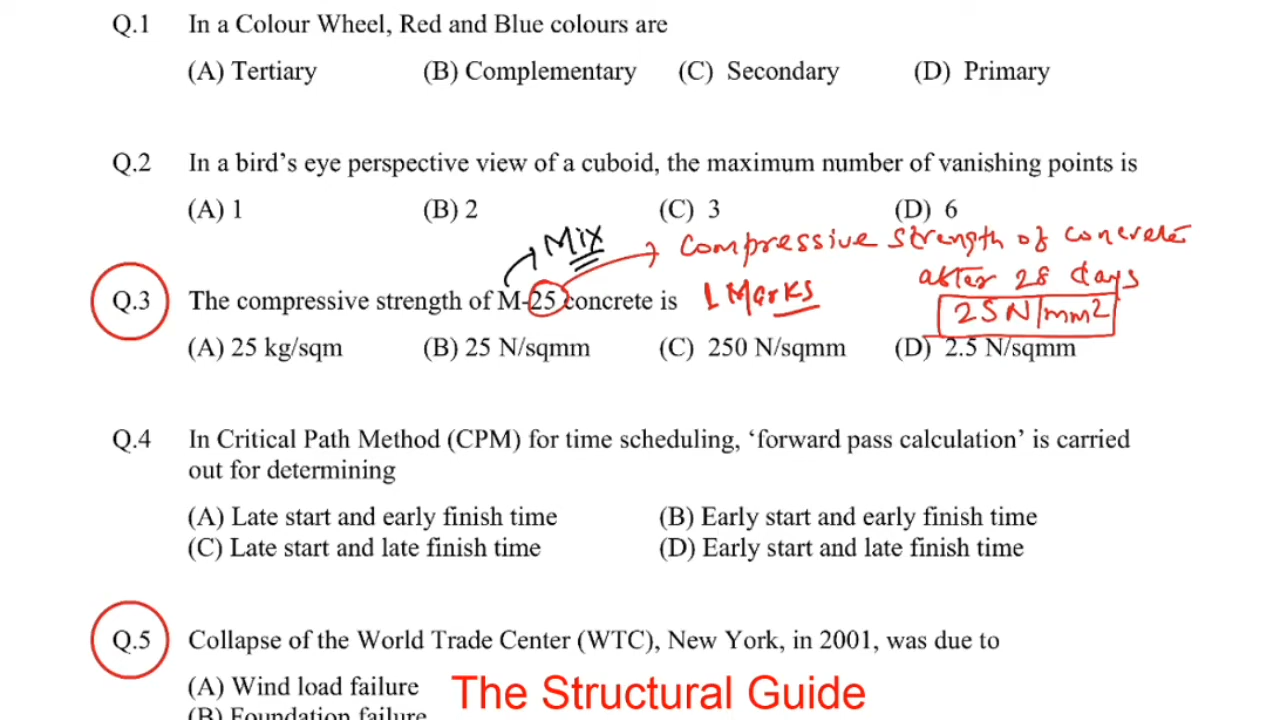 Q.1 In a Colour Wheel, Red and Blue colours are
(A) Tertiary (B) Complementary (C) Secondary (D) Primary
Q.2 In a bird's eye perspective view of a cuboid, the maximum number of vanishing points is
(A) 1 (B) 2 (C) 3 (D) 6
Mix Compressive strength of concrete
after 28 days
Q.3 The compressive strength of M-25 concrete is 1 Marks
25 N/mm2
(A) 25 kg/sqm (B) 25 N/sqmm (C) 250 N/sqmm (D) 2.5 N/sqmm
Q.4 In Critical Path Method (CPM) for time scheduling, 'forward pass calculation' is carried
out for determining
(A) Late start and early finish time (B) Early start and early finish time
(C) Late start and late finish time (D) Early start and late finish time
Q.5 Collapse of the World Trade Center (WTC), New York, in 2001, was due to
(A) Wind load failure The Structural Guide
(B) Foundation failure